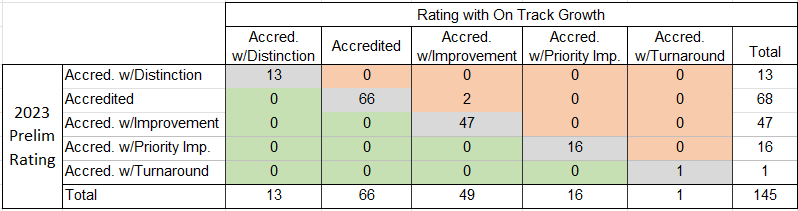 Rating with On Track Growth
Accred. w/Distinction Accredited Accred. w/Improvement Accred. w/Priority Imp. Accred. w/Turnaround Total
2023 Prelim Rating
Accred. w/Distinction 13 0 0 0 0 13
Accredited 0 66 2 0 0 68
Accred. w/Improvement 0 0 47 0 0 47
Accred. w/Priority Imp. 0 0 0 16 0 16
Accred. w/Turnaround 0 0 0 0 1 1
Total 13 66 49 16 1 145